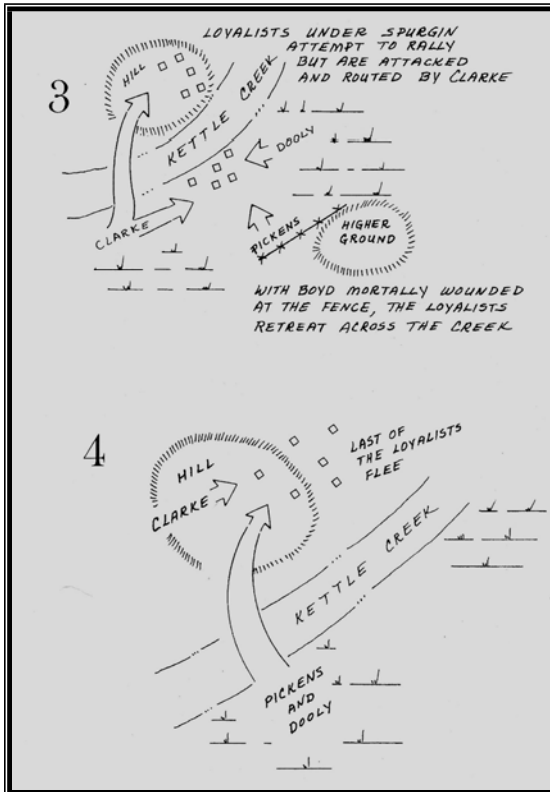 LOYALISTS UNDER SPURGIN
ATTEMPT TO RALLY
BUT ARE ATTACKED
AND ROUTED BY CLARKE
3
HILL
KETTLE CREEK
DOOLY
CLARKE
PICKENS
HIGHER
GROUND
WITH BOYD MORTALLY WOUNDED
AT THE FENCE, THE LOYALISTS
RETREAT ACROSS THE CREEK
4
HILL
CLARKE
LAST OF
THE LOYALISTS
FLEE
KETTLE CREEK
PICKENS
AND
DOOLY